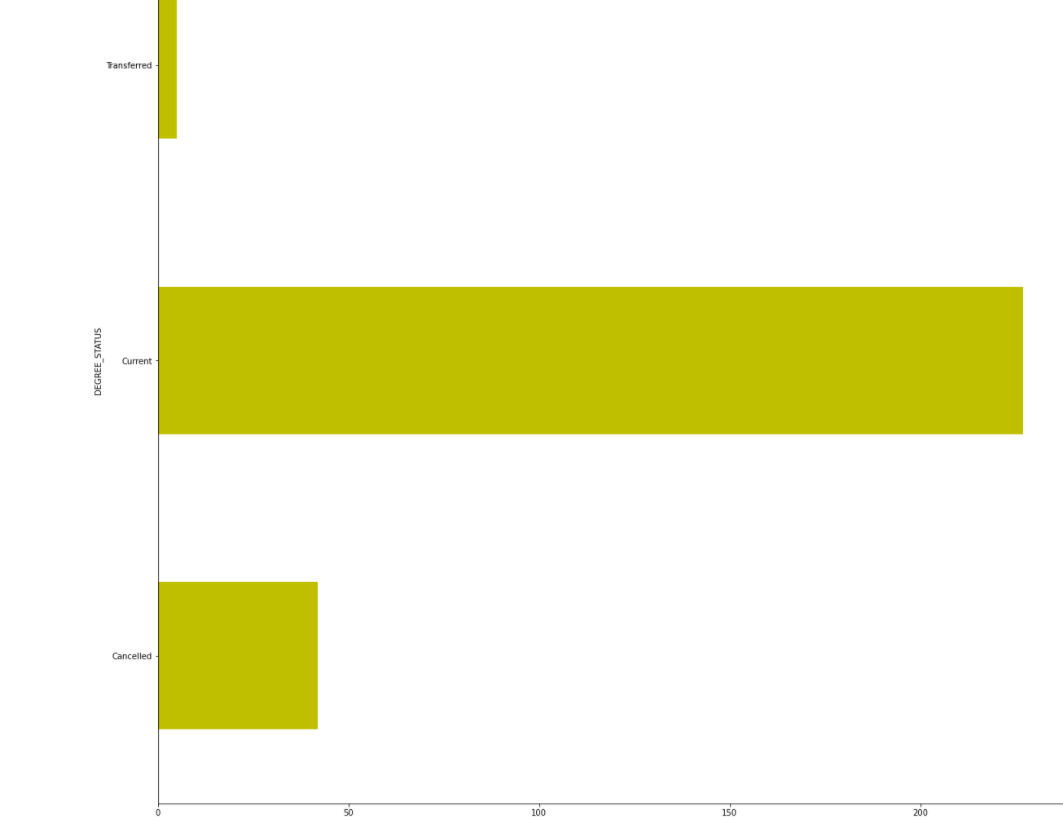 Transferred
DEGREE_STATUS
Current
Cancelled
0 50 100 150 200